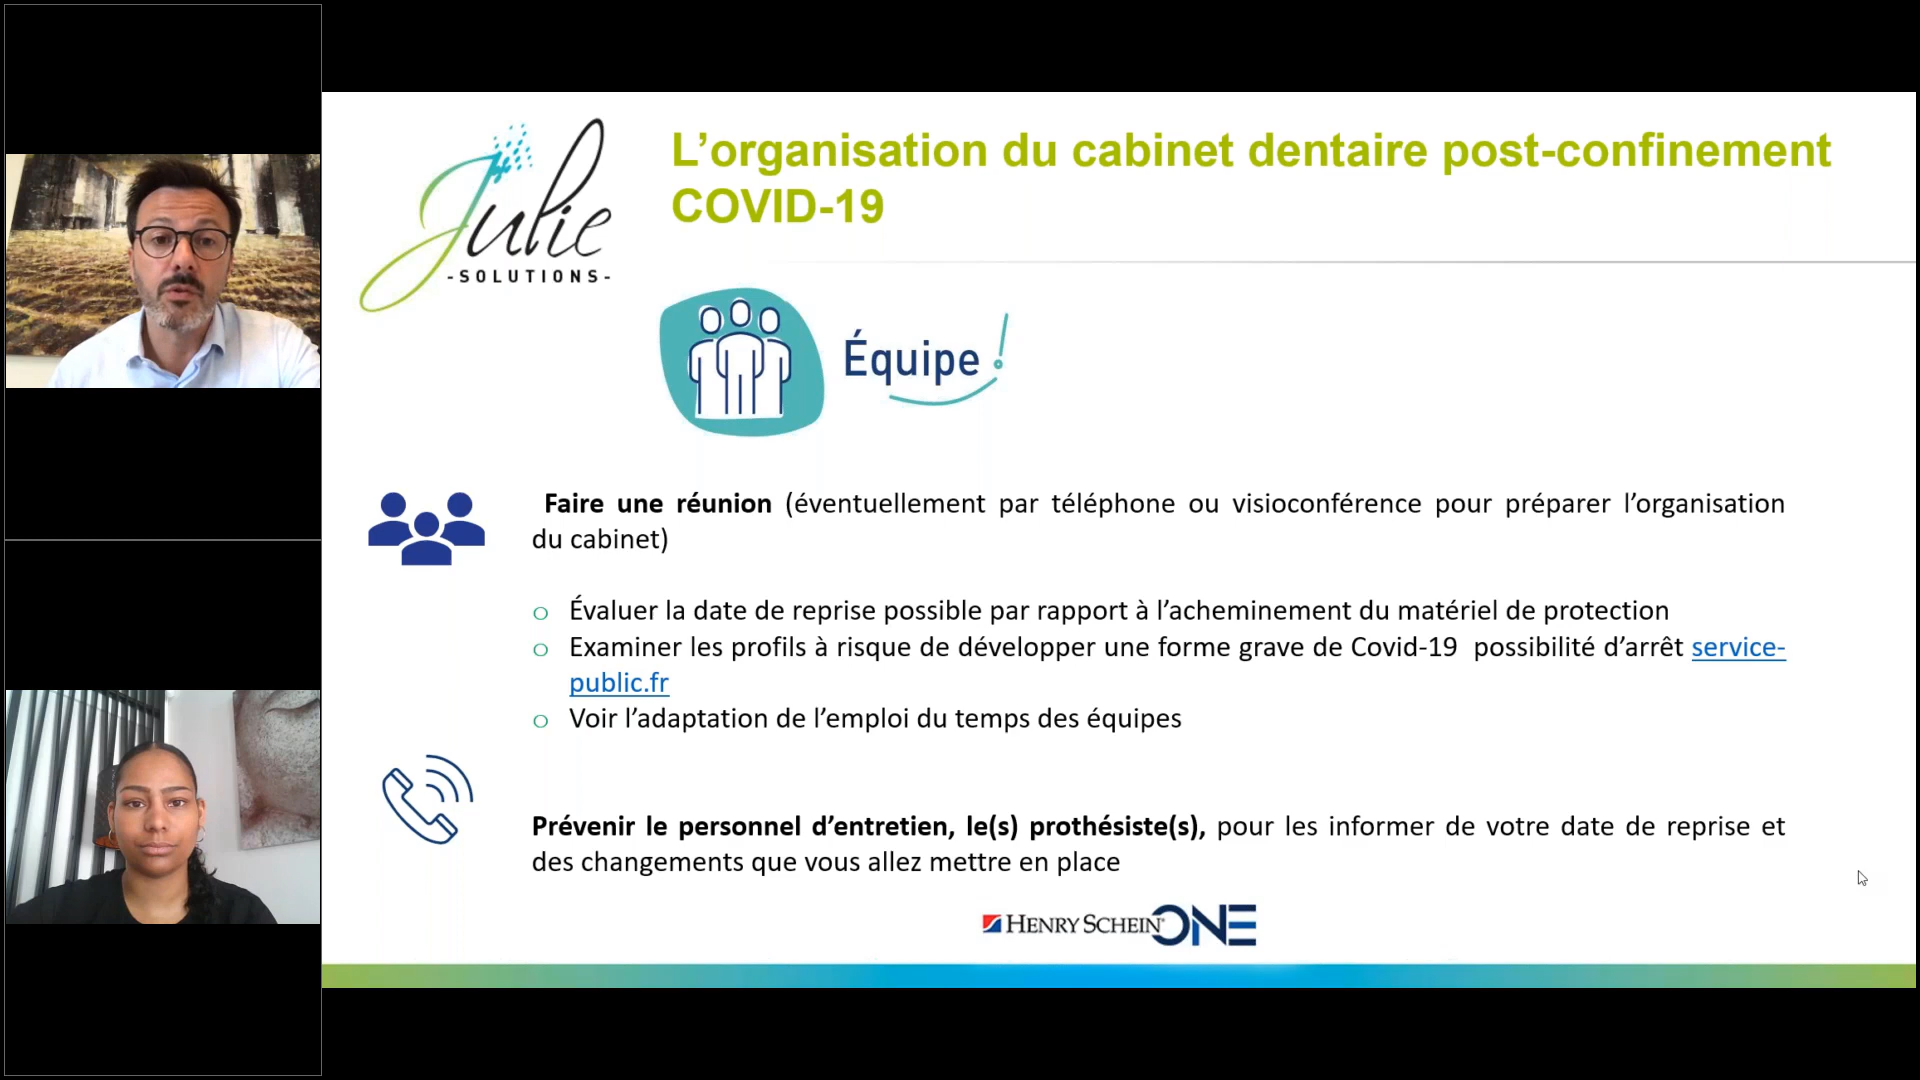 Julie
-SOLUTIONS-
L’organisation du cabinet dentaire post-confinement
COVID-19
Équipe !
Faire une réunion (éventuellement par téléphone ou visioconférence pour préparer l’organisation
du cabinet)
o Évaluer la date de reprise possible par rapport à l’acheminement du matériel de protection
o Examiner les profils à risque de développer une forme grave de Covid-19 possibilité d’arrêt service-
public.fr
o Voir l’adaptation de l’emploi du temps des équipes
Prévenir le personnel d’entretien, le(s) prothésiste(s), pour les informer de votre date de reprise et
des changements que vous allez mettre en place
HENRY SCHEIN® ONE